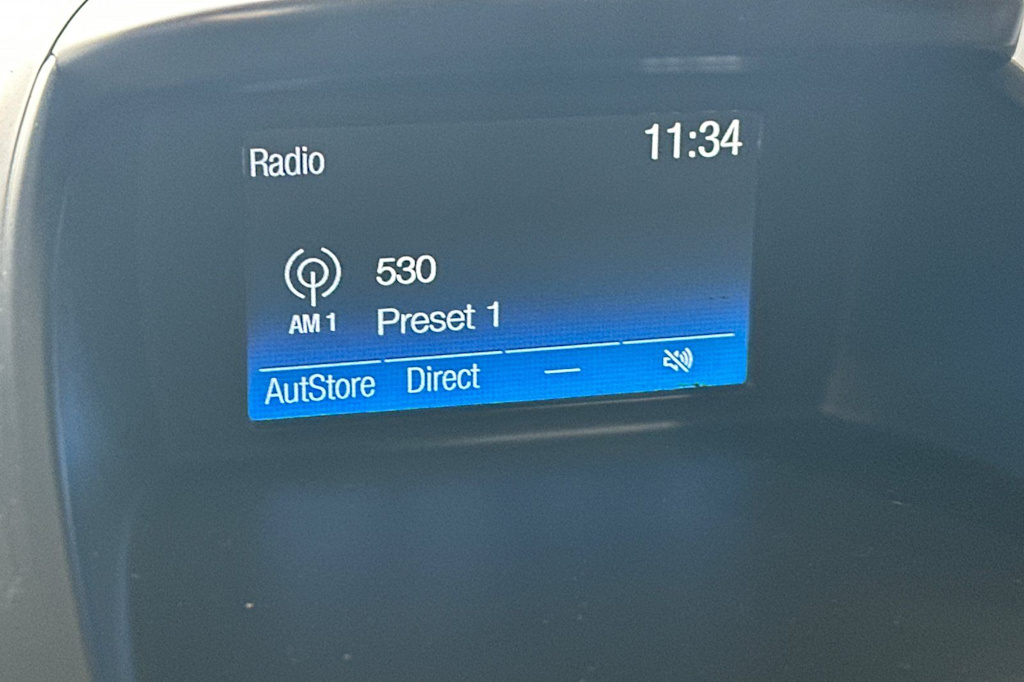 Radio
11:34
530
AM 1
Preset 1
AutStore
Direct